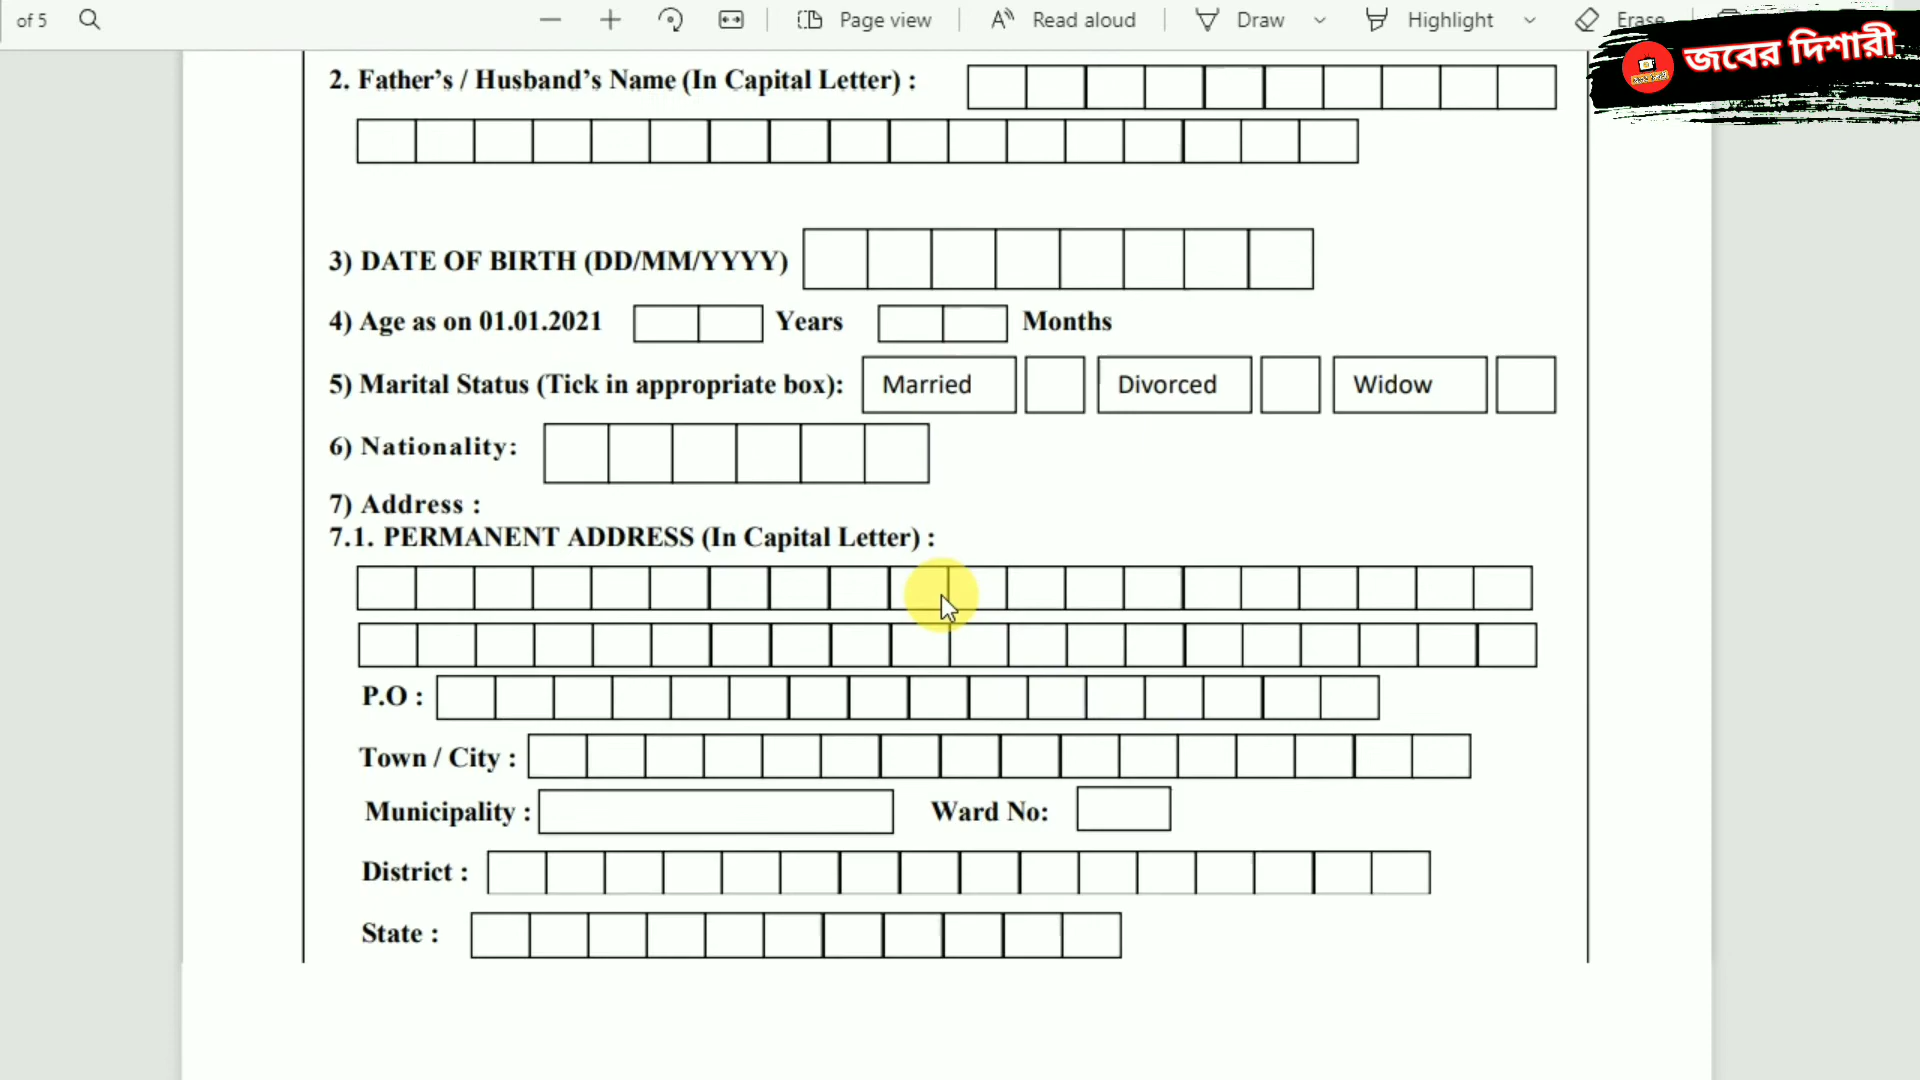 of 5 Page view Read aloud Draw Highlight Erase
জবের দিশারী
2. Father’s / Husband’s Name (In Capital Letter) :
3) DATE OF BIRTH (DD/MM/YYYY)
4) Age as on 01.01.2021 Years Months
5) Marital Status (Tick in appropriate box): Married Divorced Widow
6) Nationality:
7) Address :
7.1. PERMANENT ADDRESS (In Capital Letter) :
P.O :
Town / City :
Municipality : Ward No:
District :
State :